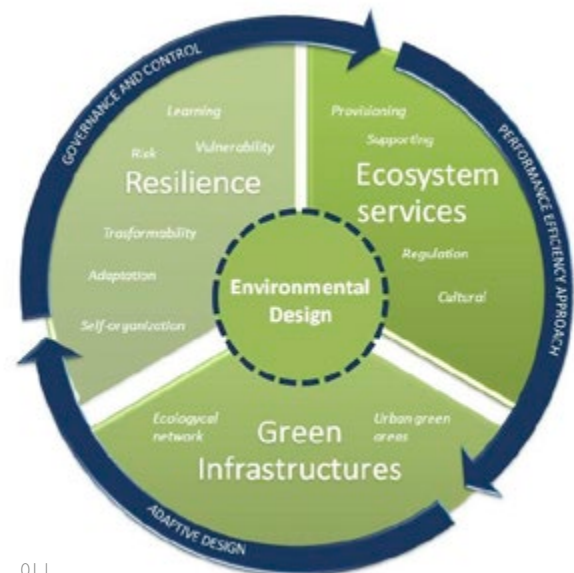 GOVERNANCE AND CONTROL
PERFORMANCE EFFICIENCY APPROACH
ADAPTIVE DESIGN
Learning
Risk
Vulnerability
Resilience
Trasformability
Adaptation
Self-organization
Provisioning
Supporting
Ecosystem
services
Regulation
Cultural
Environmental
Design
Ecologycal
network
Urban green
areas
Green
Infrastructures